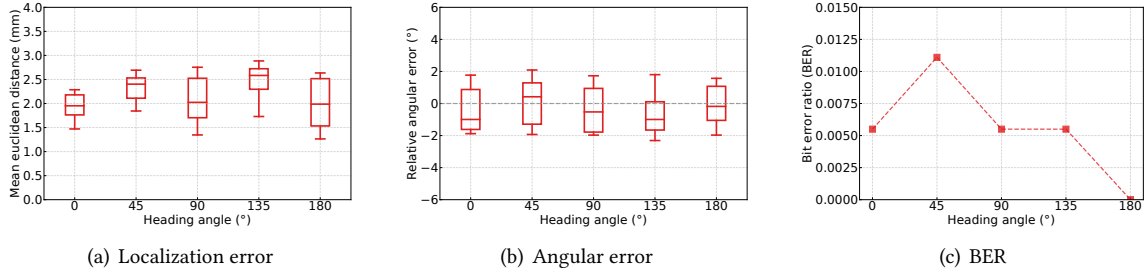 Mean euclidean distance (mm)
4.0
3.5
3.0
2.5
2.0
1.5
1.0
0.5
0.0
0 45 90 135 180
Heading angle (°)
(a) Localization error
Relative angular error (°)
6
4
2
0
−2
−4
−6
0 45 90 135 180
Heading angle (°)
(b) Angular error
Bit error ratio (BER)
0.0150
0.0125
0.0100
0.0075
0.0050
0.0025
0.0000
0 45 90 135 180
Heading angle (°)
(c) BER